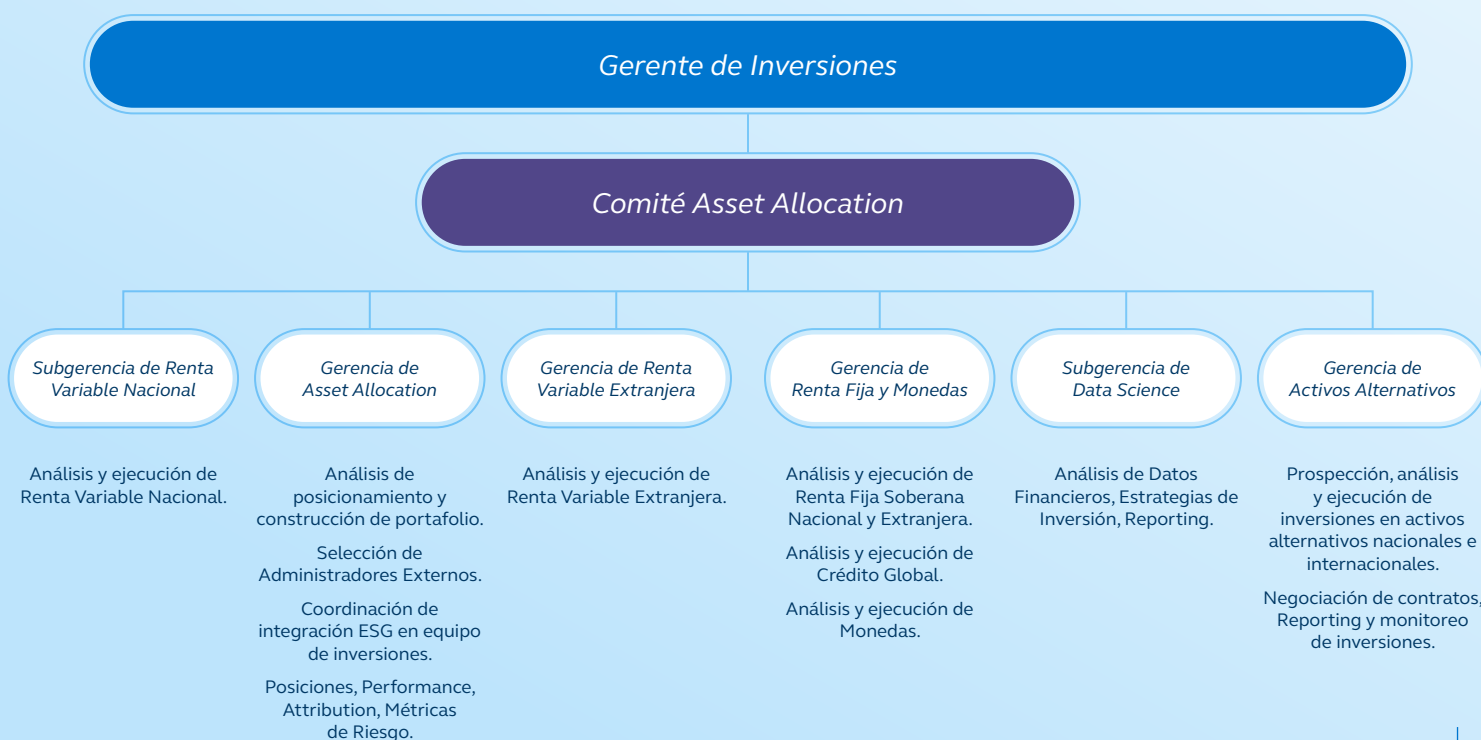 Gerente de Inversiones
Comité Asset Allocation
Subgerencia de Renta
Variable Nacional
Análisis y ejecución de
Renta Variable Nacional.
Gerencia de
Asset Allocation
Análisis de
posicionamiento y
construcción de portafolio.
Selección de
Administradores Externos.
Coordinación de
integración ESG en equipo
de inversiones.
Posiciones, Performance,
Attribution, Métricas
de Riesgo.
Gerencia de Renta
Variable Extranjera
Análisis y ejecución de
Renta Variable Extranjera.
Gerencia de
Renta Fija y Monedas
Análisis y ejecución de
Renta Fija Soberana
Nacional y Extranjera.
Análisis y ejecución de
Crédito Global.
Análisis y ejecución de
Monedas.
Subgerencia de
Data Science
Análisis de Datos
Financieros, Estrategias de
Inversión, Reporting.
Gerencia de
Activos Alternativos
Prospección, análisis
y ejecución de
inversiones en activos
alternativos nacionales e
internacionales.
Negociación de contratos,
Reporting y monitoreo
de inversiones.